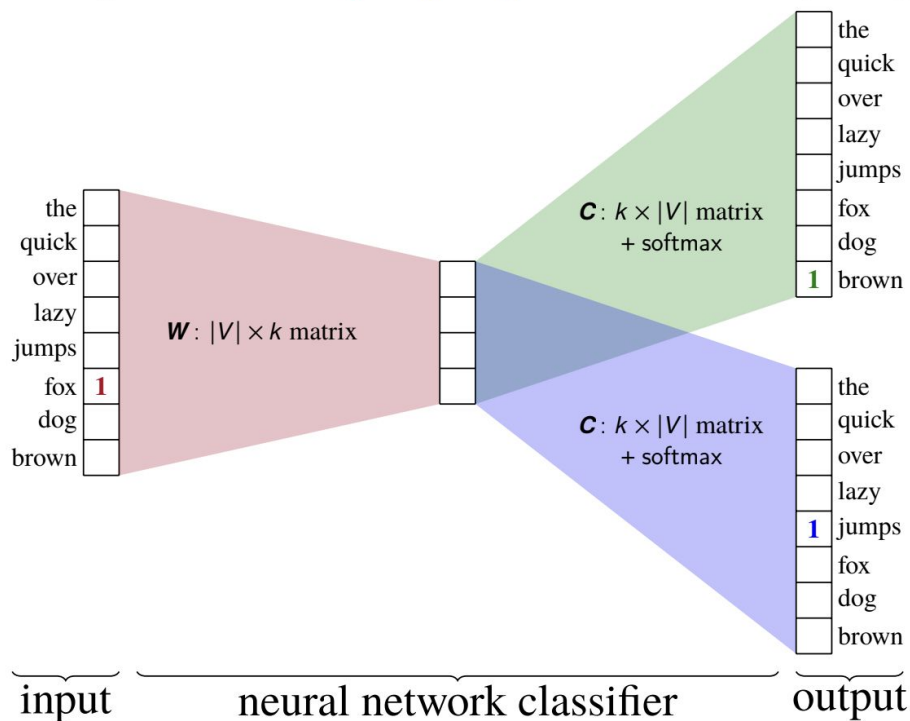 the
quick
over
lazy
jumps
fox
dog
brown
1
W: |V| × k matrix
C: k × |V| matrix
+ softmax
the
quick
over
lazy
jumps
fox
dog
brown
1
C: k × |V| matrix
+ softmax
the
quick
over
lazy
jumps
fox
dog
brown
1
input
neural network classifier
output